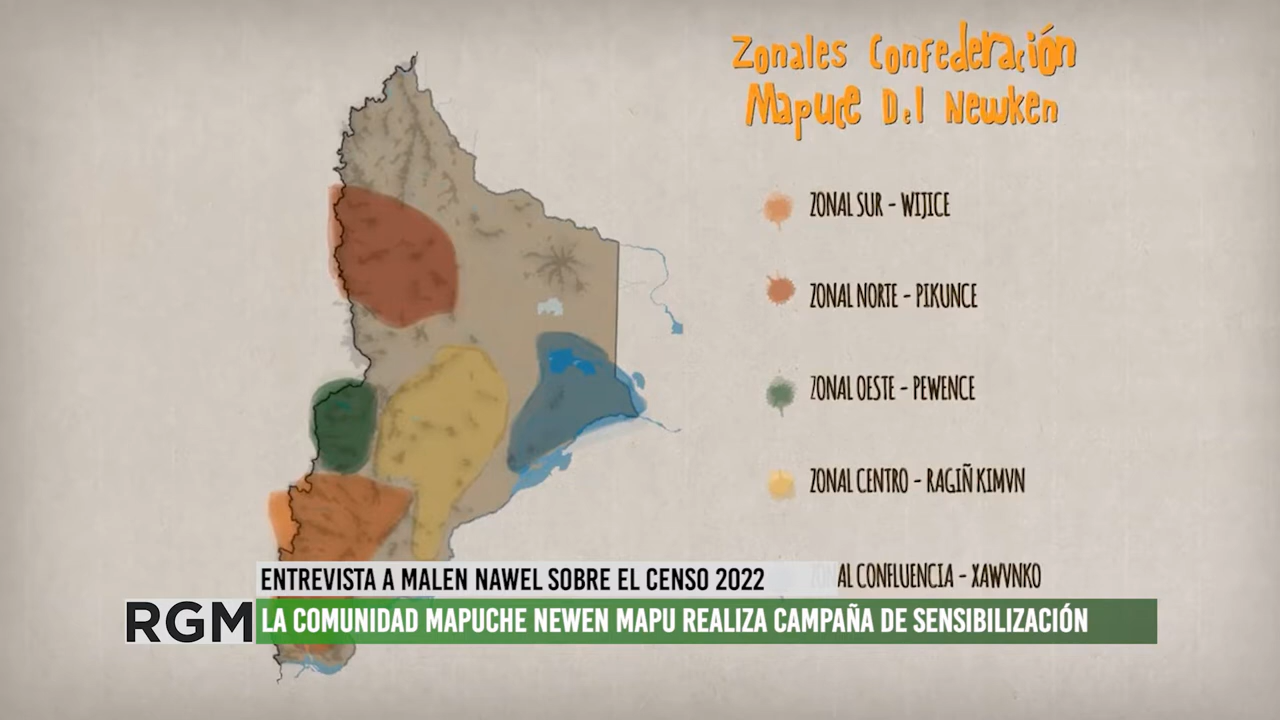 Zonales Confederación
Mapuce Del Newken
ZONAL SUR - WIJICE
ZONAL NORTE - PIKUNCE
ZONAL OESTE - PEWENCE
ZONAL CENTRO - RAGIÑ KIMVN
AL CONFLUENCIA - XAWVNKO
ENTREVISTA A MALEN NAWEL SOBRE EL CENSO 2022
RGM
LA COMUNIDAD MAPUCHE NEWEN MAPU REALIZA CAMPAÑA DE SENSIBILIZACIÓN